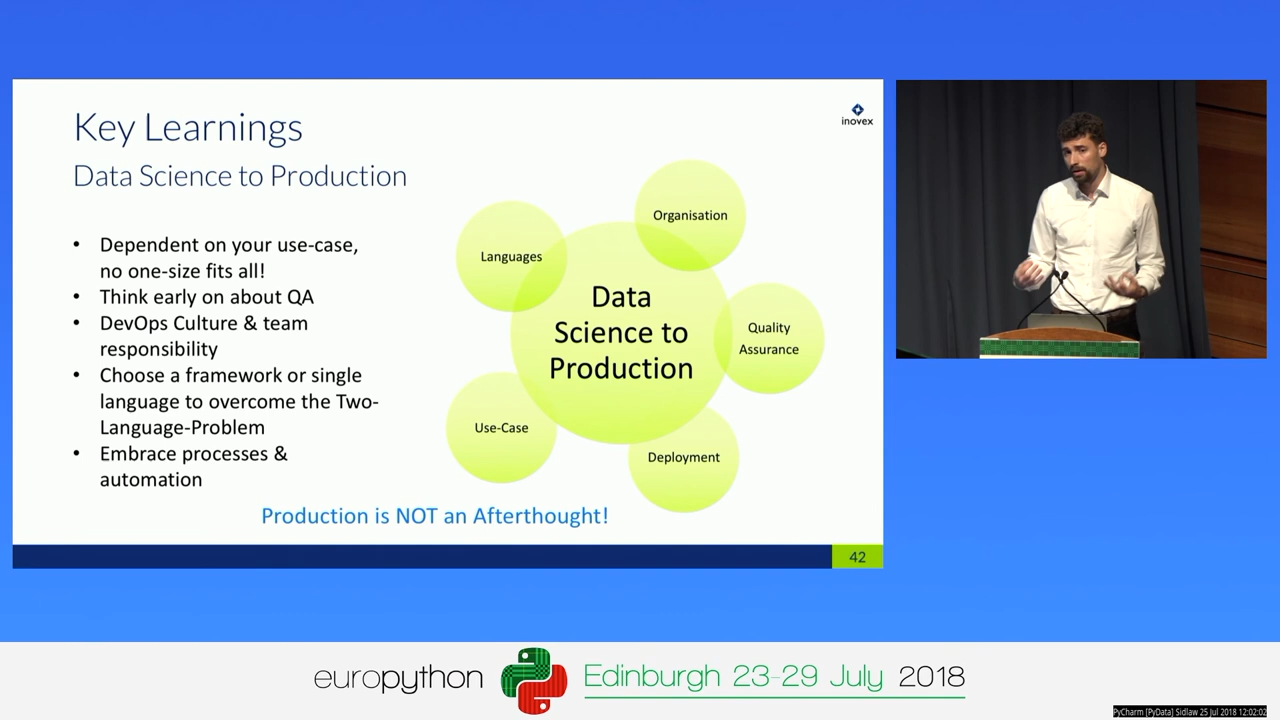 Key Learnings
Data Science to Production
inovex
• Dependent on your use-case,
no one-size fits all!
• Think early on about QA
• DevOps Culture & team
responsibility
• Choose a framework or single
language to overcome the Two-
Language-Problem
• Embrace processes &
automation
Organisation
Languages
Data
Science to
Production
Quality
Assurance
Use-Case
Deployment
Production is NOT an Afterthought!
42
europython
Edinburgh 23-29 July 2018
PyCharm [PyData] Sidlaw 25 Jul 2018 12:02:02